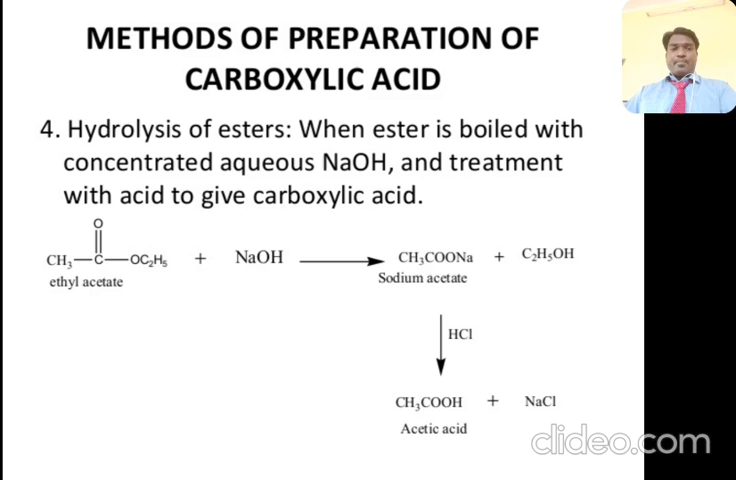 METHODS OF PREPARATION OF
CARBOXYLIC ACID
4. Hydrolysis of esters: When ester is boiled with
concentrated aqueous NaOH, and treatment
with acid to give carboxylic acid.
O
CH₃—C—OC₂H₅ + NaOH CH₃COONa + C₂H₅OH
ethyl acetate Sodium acetate
HCl
CH₃COOH + NaCl
Acetic acid
clideo.com